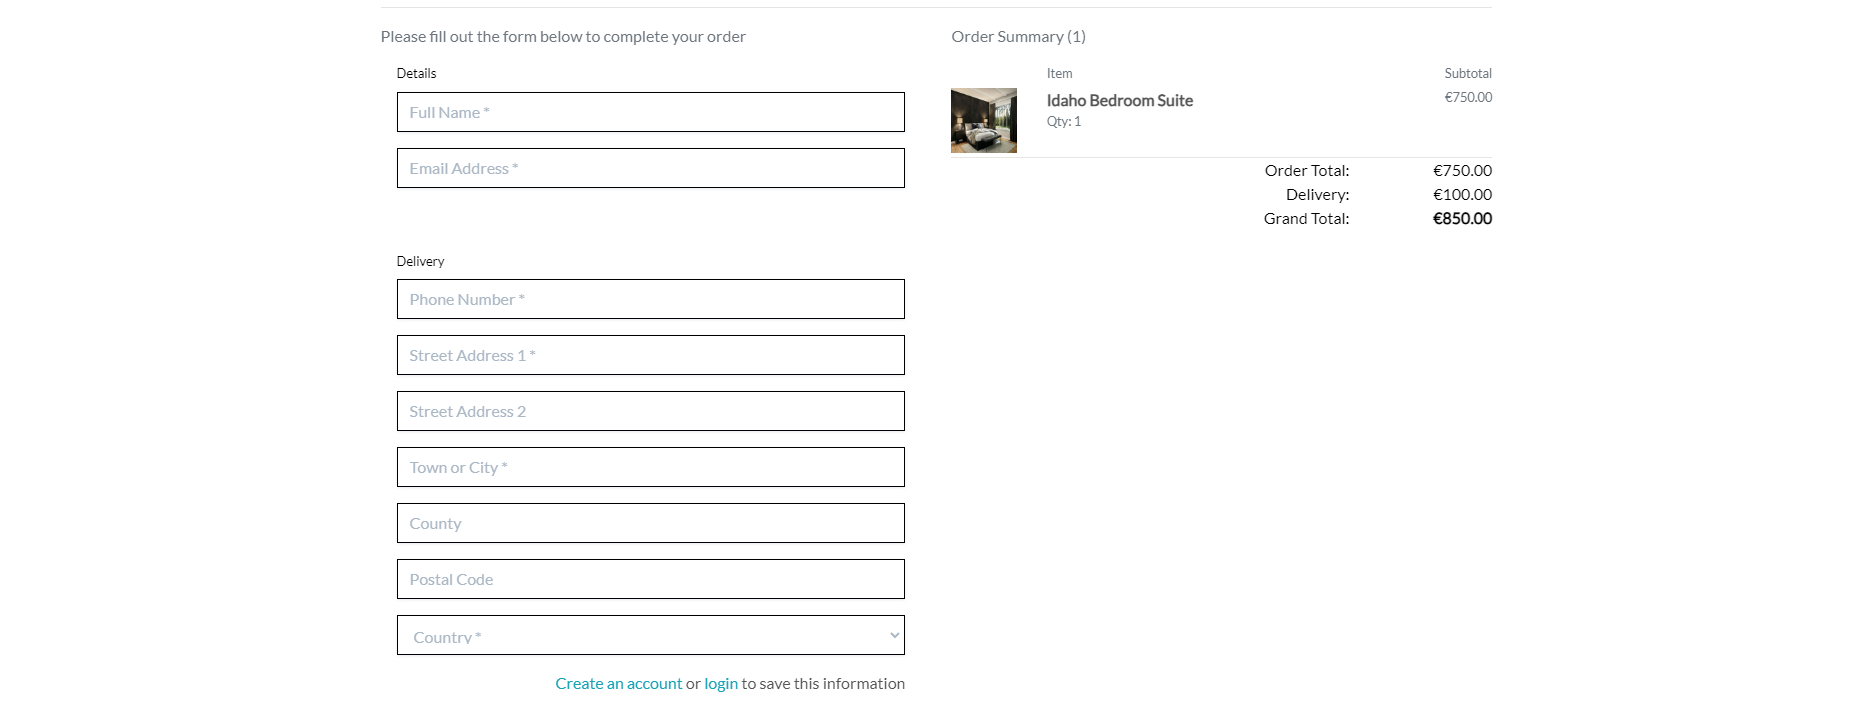 Please fill out the form below to complete your order
Details
Full Name *
Email Address *
Delivery
Phone Number *
Street Address 1 *
Street Address 2
Town or City *
County
Postal Code
Country *
Create an account or login to save this information
Order Summary (1)
Item Subtotal
Idaho Bedroom Suite €750.00
Qty: 1
Order Total: €750.00
Delivery: €100.00
Grand Total: €850.00